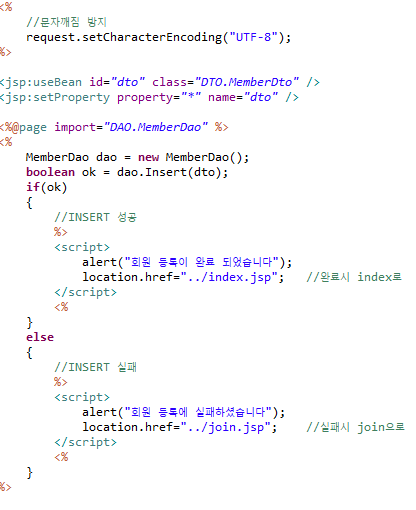 <%
//문자깨짐 방지
request.setCharacterEncoding("UTF-8");
%>
<jsp:useBean id="dto" class="DTO.MemberDto" />
<jsp:setProperty property="*" name="dto" />
<%@page import="DAO.MemberDao" %>
<%
MemberDao dao = new MemberDao();
boolean ok = dao.Insert(dto);
if(ok)
{
//INSERT 성공
%>
<script>
alert("회원 등록이 완료 되었습니다");
location.href="../index.jsp"; //완료시 index로
</script>
<%
}
else
{
//INSERT 실패
%>
<script>
alert("회원 등록에 실패하셨습니다");
location.href="../join.jsp"; //실패시 join으로
</script>
<%
}
%>